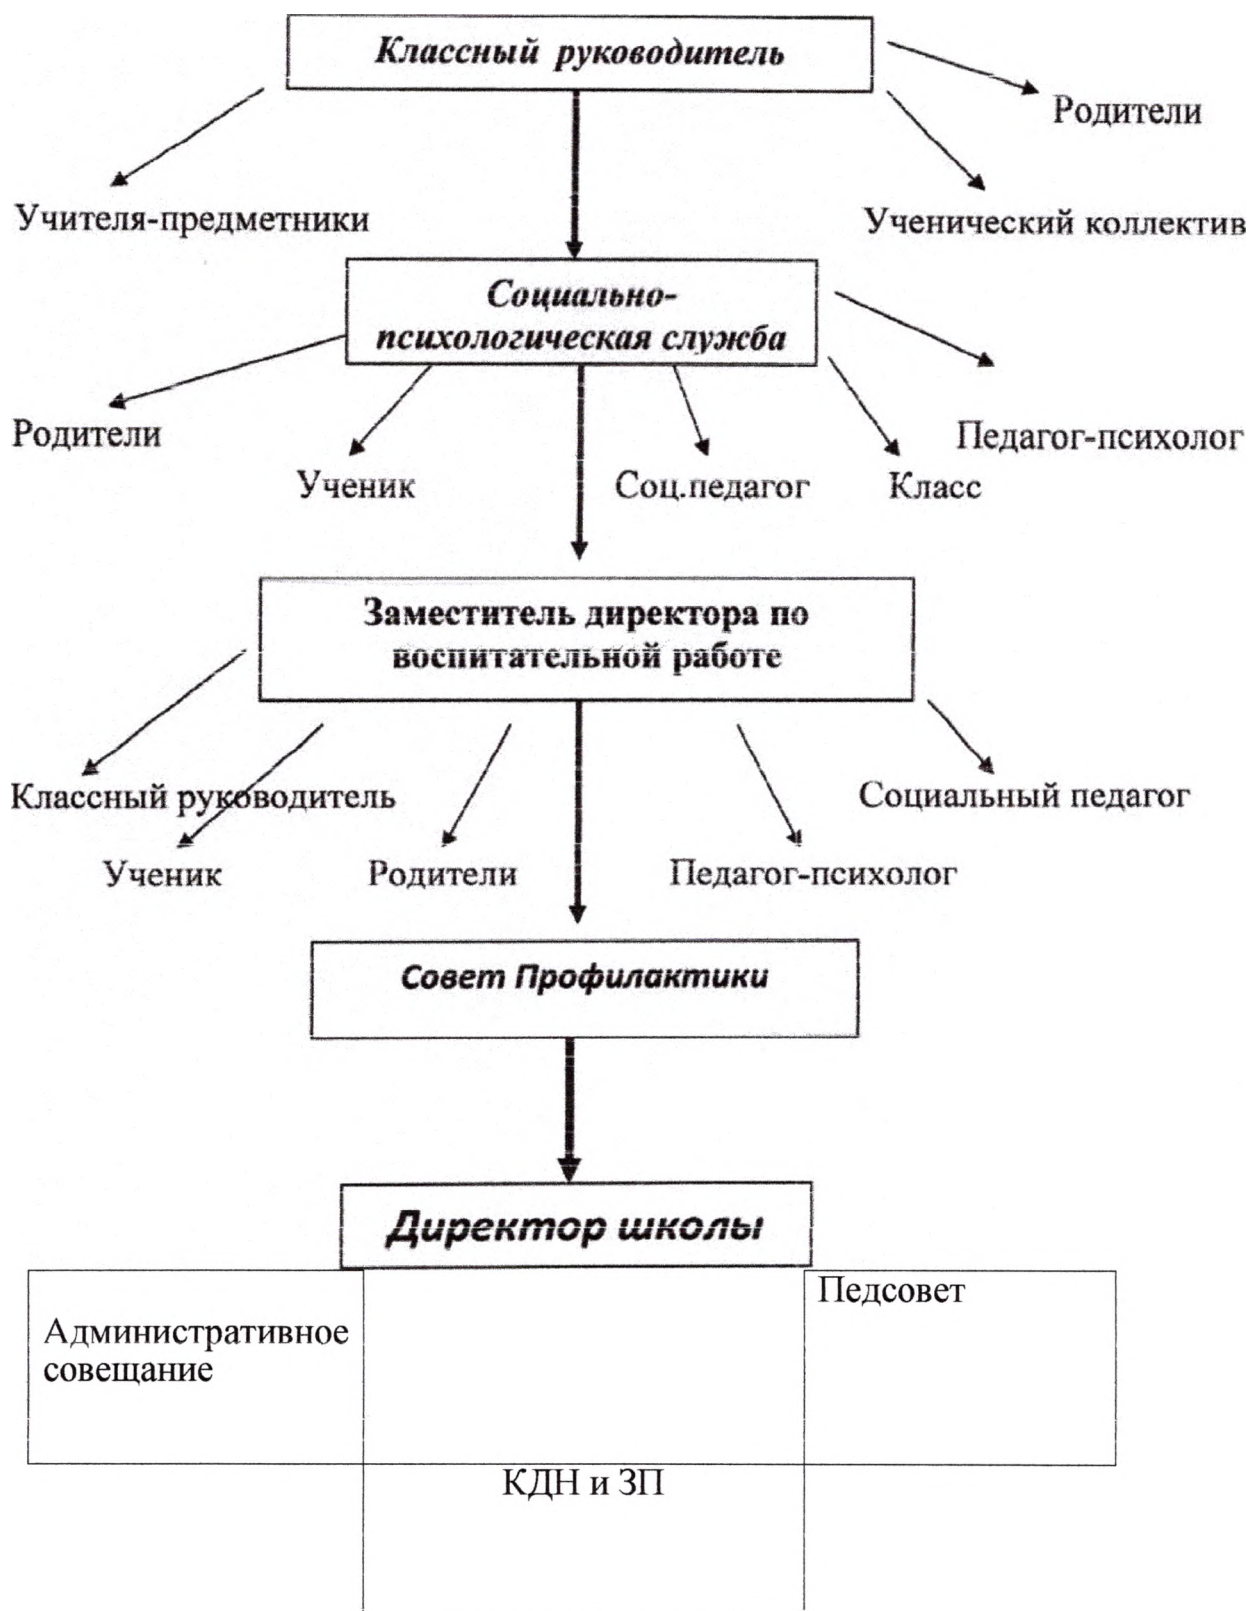 Классный руководитель
Родители
Учителя-предметники
Ученический коллектив
Социально-
психологическая служба
Родители
Педагог-психолог
Ученик
Соц.педагог
Класс
Заместитель директора по
воспитательной работе
Классный руководитель
Социальный педагог
Ученик
Родители
Педагог-психолог
Совет Профилактики
Директор школы
Педсовет
Административное
совещание
КДН и ЗП